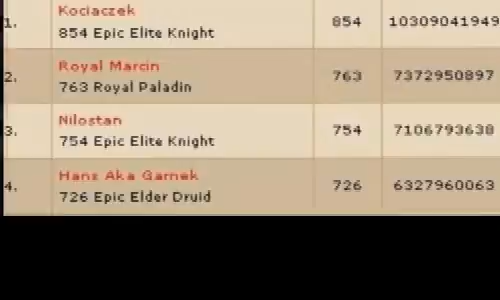 1. Kociaczek 854 10309041949
854 Epic Elite Knight
2. Royal Marcin 763 7372950897
763 Royal Paladin
3. Nilostan 754 7106793638
754 Epic Elite Knight
4. Hans Aka Garnek 726 6327960063
726 Epic Elder Druid